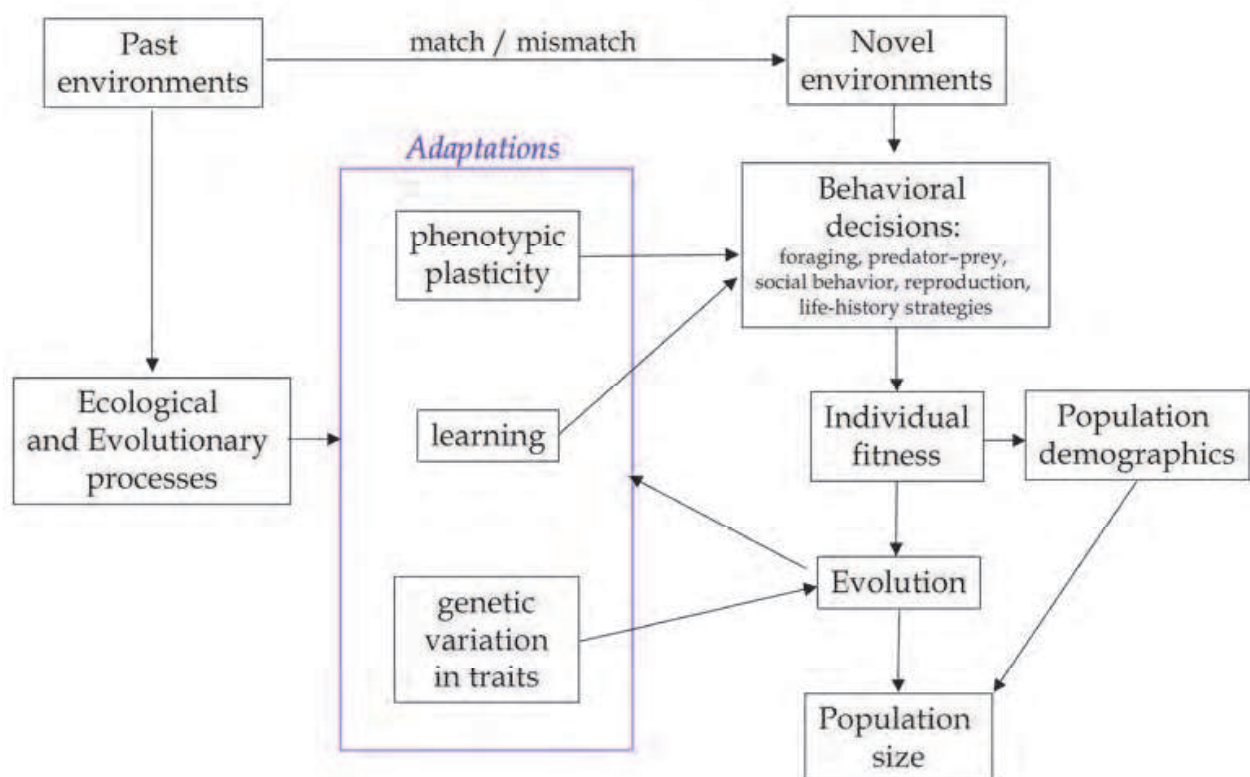 Past
environments
match / mismatch
Novel
environments
Adaptations
phenotypic
plasticity
Behavioral
decisions:
foraging, predator–prey,
social behavior, reproduction,
life-history strategies
Ecological
and Evolutionary
processes
learning
Individual
fitness
Population
demographics
Evolution
genetic
variation
in traits
Population
size